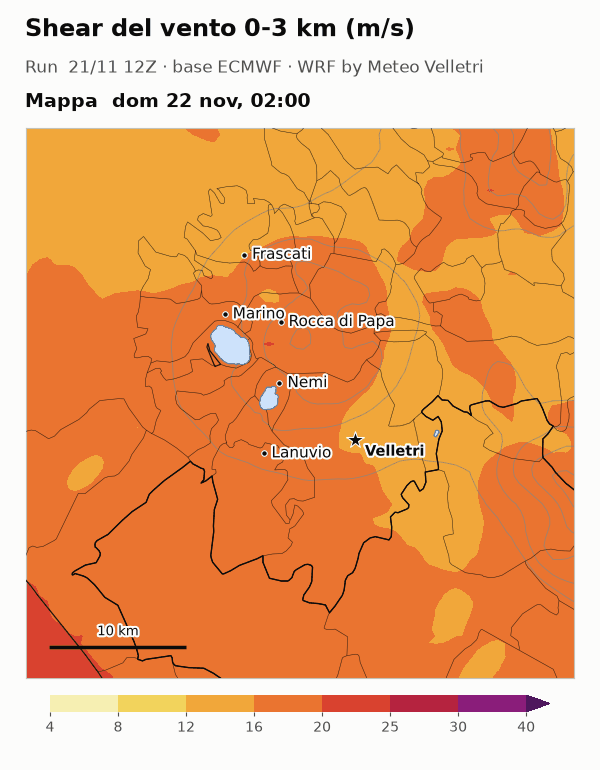 Shear del vento 0-3 km (m/s)
Run  21/11 12Z · base ECMWF · WRF by Meteo Velletri
Mappa  dom 22 nov, 02:00
Frascati
Marino
Rocca di Papa
Nemi
Velletri
Lanuvio
10 km
4 8 12 16 20 25 30 40